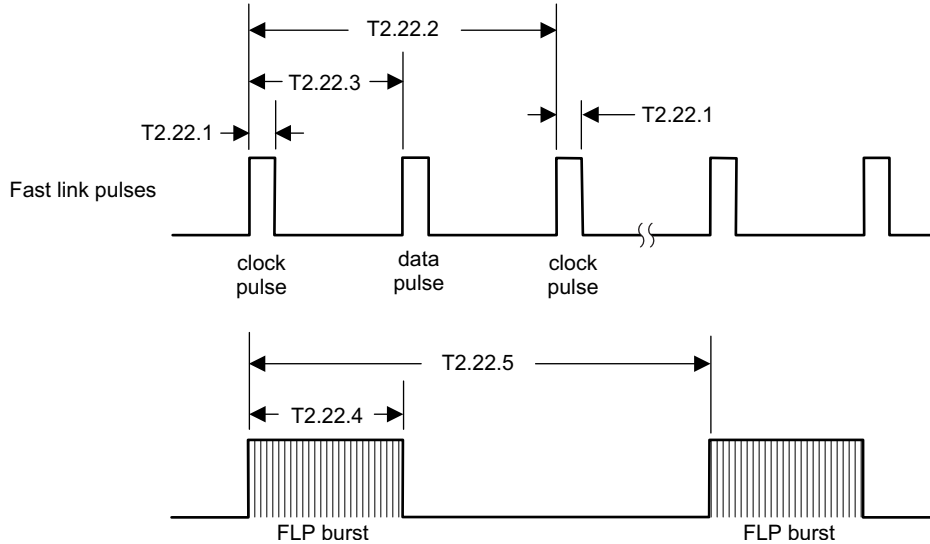 T2.22.2
T2.22.3
T2.22.1
T2.22.1
Fast link pulses
clock
pulse
data
pulse
clock
pulse
T2.22.5
T2.22.4
FLP burst
FLP burst